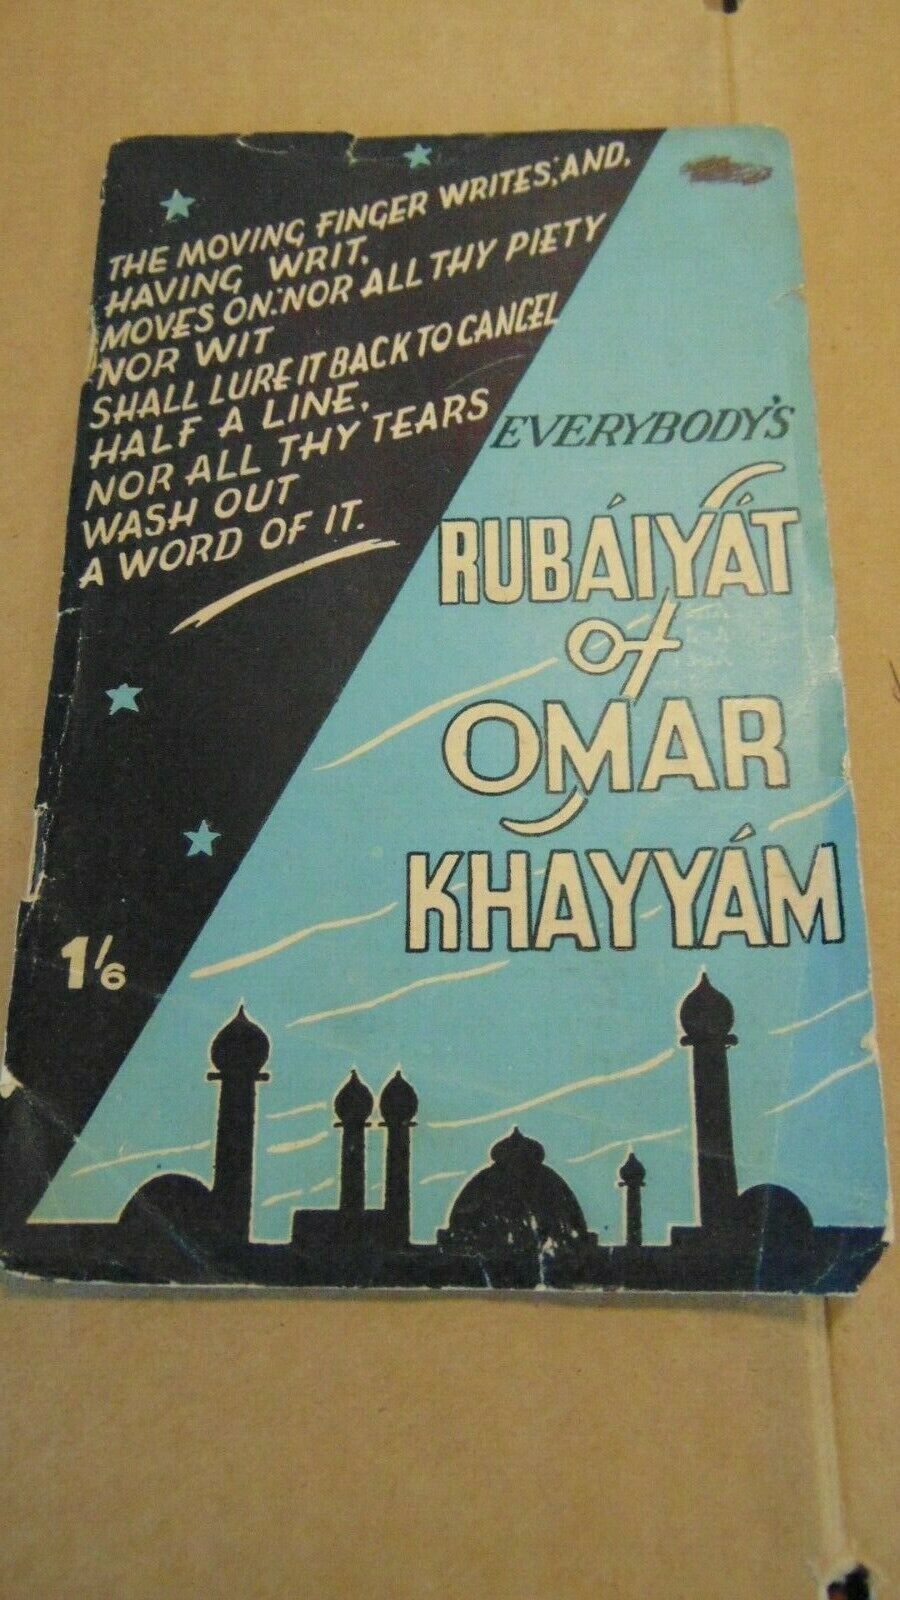 THE MOVING FINGER WRITES; AND,
HAVING WRIT,
MOVES ON: NOR ALL THY PIETY
NOR WIT
SHALL LURE IT BACK TO CANCEL
HALF A LINE,
NOR ALL THY TEARS
WASH OUT
A WORD OF IT.
EVERYBODY'S
RUBÁIYÁT
of
OMAR
KHAYYÁM
1/6